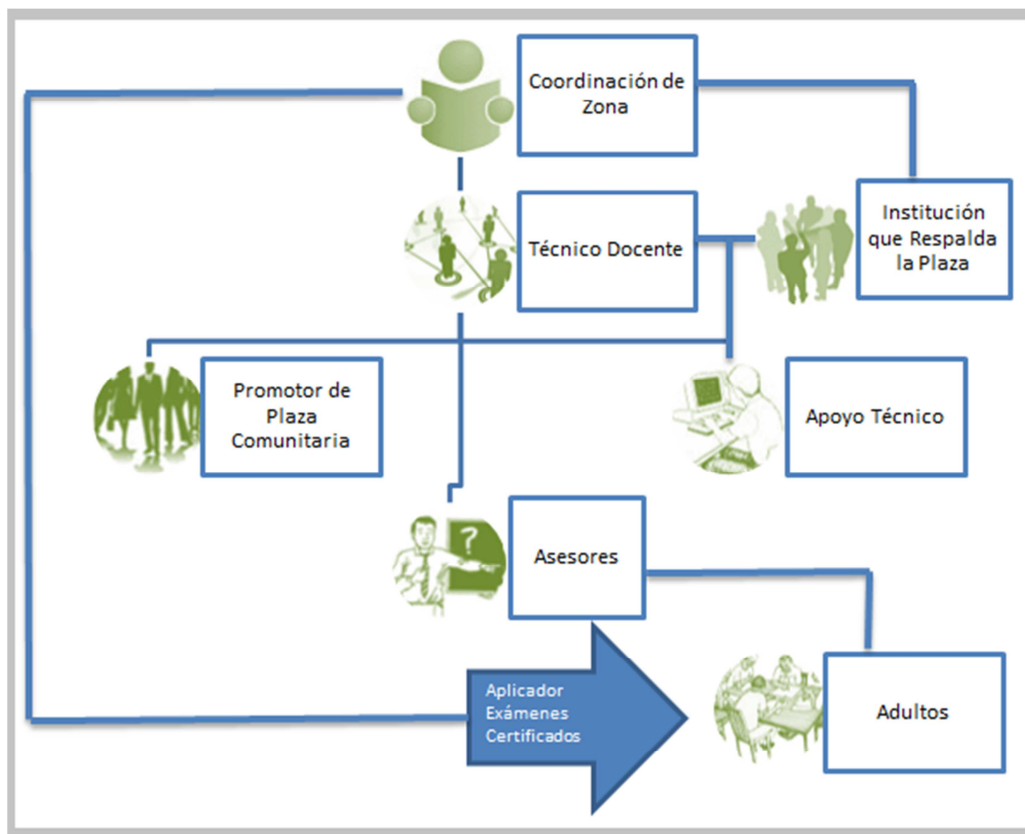 Coordinación de
Zona
Técnico Docente
Institución
que Respalda
la Plaza
Promotor de
Plaza
Comunitaria
Apoyo Técnico
?
Asesores
Aplicador
Exámenes
Certificados
Adultos